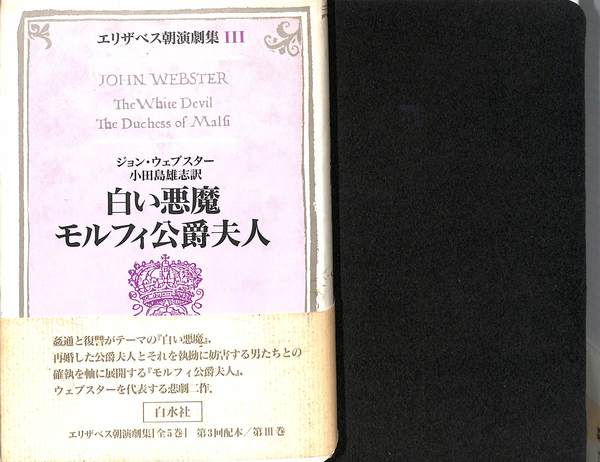 エリザベス朝演劇集 III
JOHN WEBSTER
The White Devil
The Duchess of Malfi
ジョン・ウェブスター
小田島雄志訳
白い悪魔
モルフィ公爵夫人
姦通と復讐がテーマの『白い悪魔』。
再婚した公爵夫人とそれを執拗に妨害する男たちとの
確執を軸に展開する『モルフィ公爵夫人』。
ウェブスターを代表する悲劇二作。
白水社
エリザベス朝演劇集[全5巻] 第3回配本/第III巻